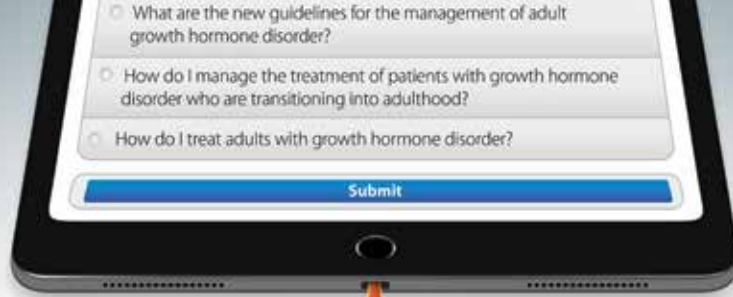 What are the new guidelines for the management of adult
growth hormone disorder?
How do I manage the treatment of patients with growth hormone
disorder who are transitioning into adulthood?
How do I treat adults with growth hormone disorder?
Submit